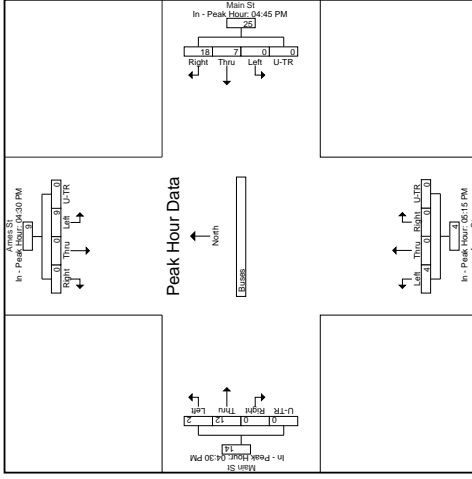 Main St
In - Peak Hour: 04:45 PM
25
18 7 0 0
Right Thru Left U-TR
Ames St
In - Peak Hour: 04:30 PM
9
0 0 9 0
Right Thru Left U-TR
Peak Hour Data
North
Buses
In - Peak Hour: 05:15 PM
4
4 0 0 0
Left Thru Right U-TR
Left Thru Right U-TR
2 12 0 0
14
In - Peak Hour: 04:30 PM
Main St